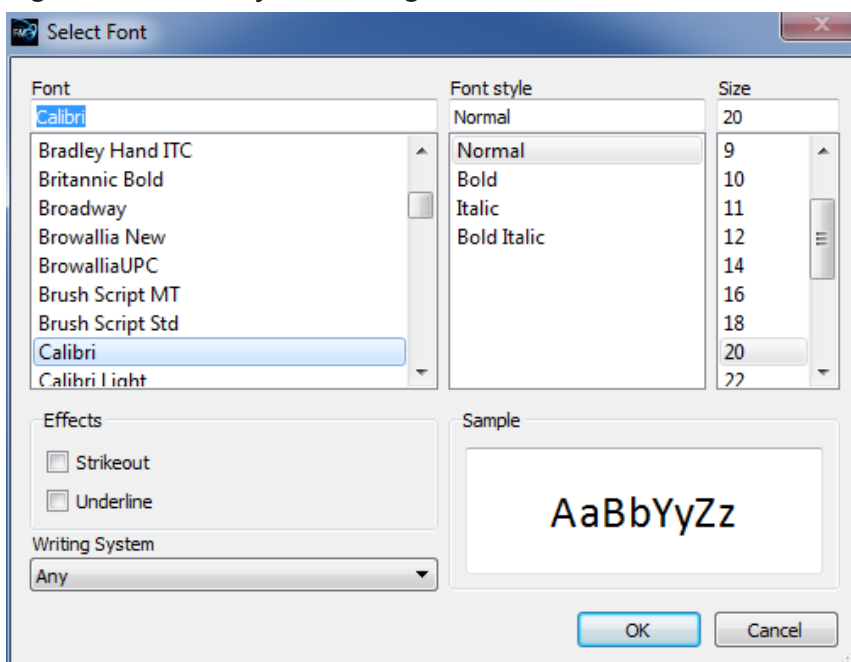 Select Font
Font
Calibri
Bradley Hand ITC
Britannic Bold
Broadway
Browallia New
BrowalliaUPC
Brush Script MT
Brush Script Std
Calibri
Calibri Light
Font style
Normal
Normal
Bold
Italic
Bold Italic
Size
20
9
10
11
12
14
16
18
20
22
Effects
Strikeout
Underline
Writing System
Any
Sample
AaBbYyZz
OK
Cancel